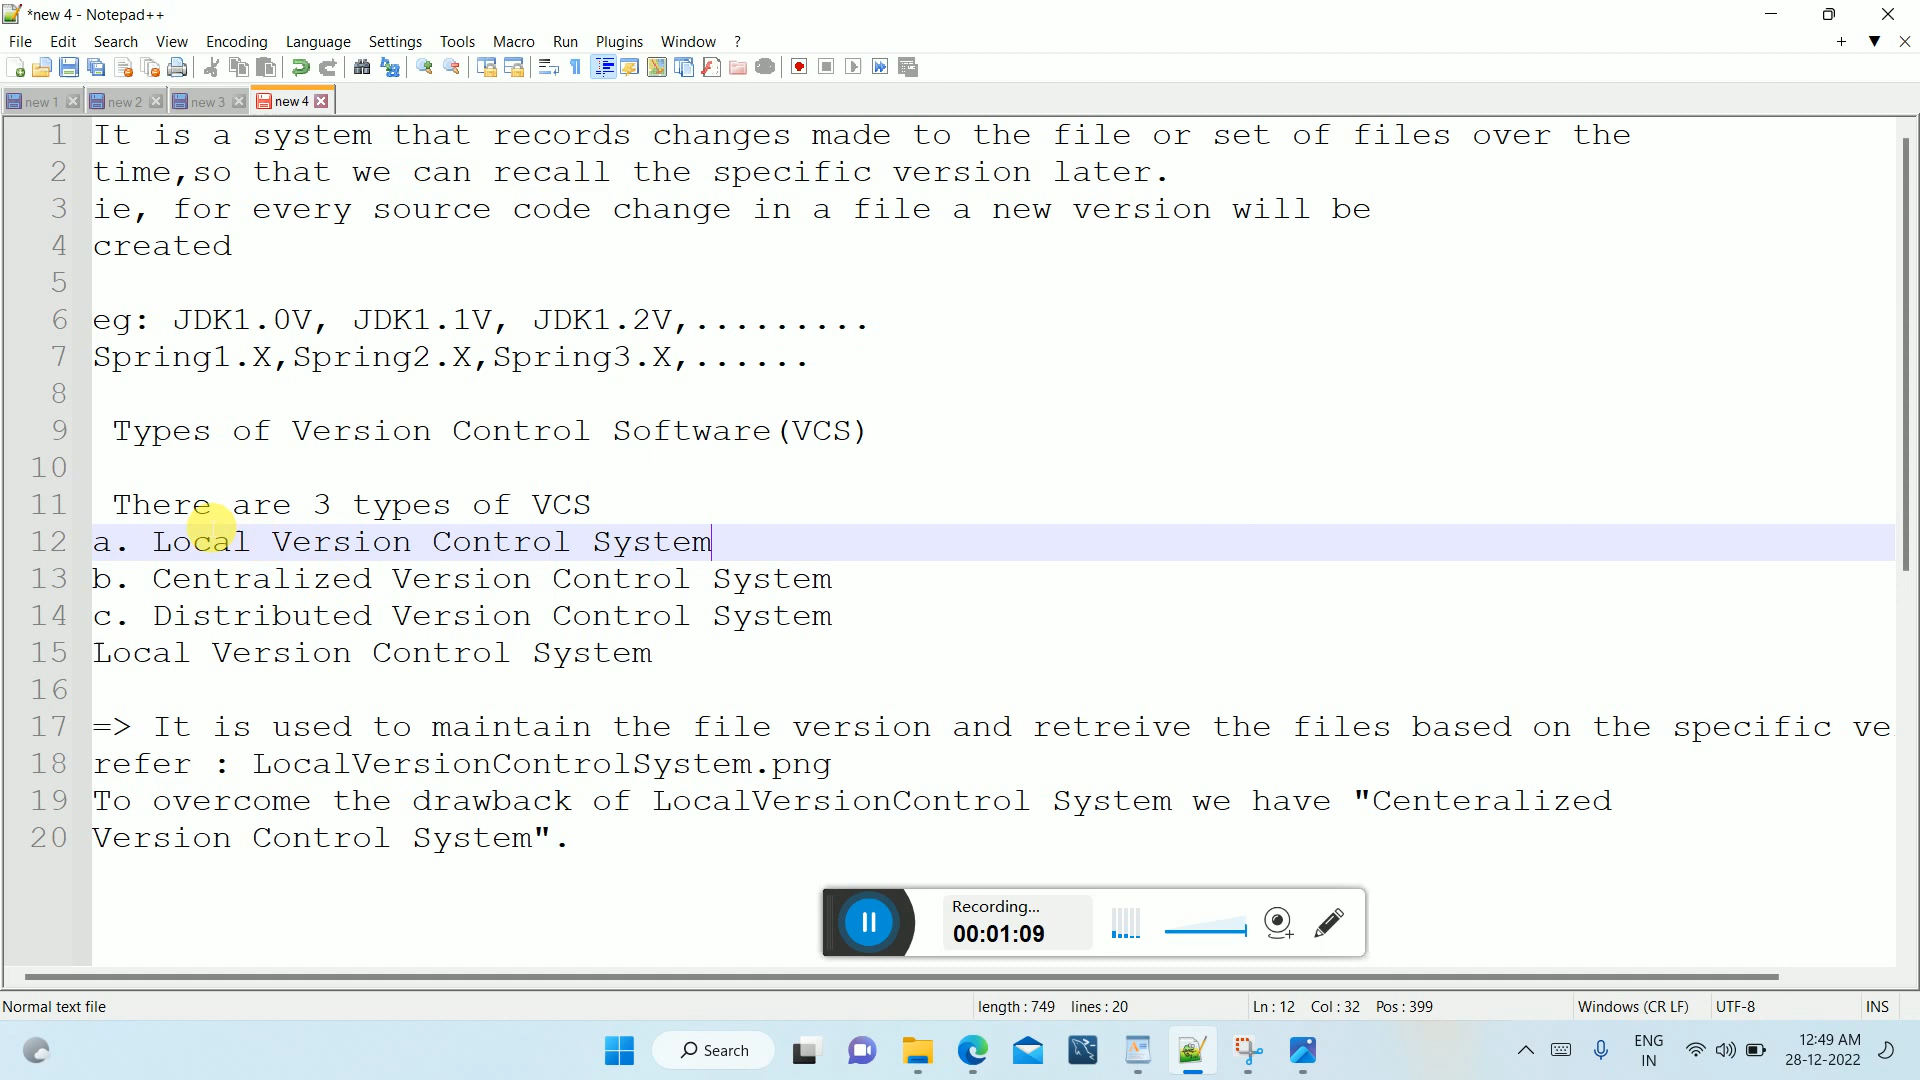 *new 4 - Notepad++
File Edit Search View Encoding Language Settings Tools Macro Run Plugins Window ?
new 1 new 2 new 3 new 4
1 It is a system that records changes made to the file or set of files over the
2 time,so that we can recall the specific version later.
3 ie, for every source code change in a file a new version will be
4 created
5
6 eg: JDK1.0V, JDK1.1V, JDK1.2V,.........
7 Spring1.X,Spring2.X,Spring3.X,......
8
9 Types of Version Control Software(VCS)
10
11 There are 3 types of VCS
12 a. Local Version Control System
13 b. Centralized Version Control System
14 c. Distributed Version Control System
15 Local Version Control System
16
17 => It is used to maintain the file version and retreive the files based on the specific ve
18 refer : LocalVersionControlSystem.png
19 To overcome the drawback of LocalVersionControl System we have "Centeralized
20 Version Control System".
Recording...
00:01:09
Normal text file length : 749 lines : 20 Ln : 12 Col : 32 Pos : 399 Windows (CR LF) UTF-8 INS
Search
ENG
IN
12:49 AM
28-12-2022